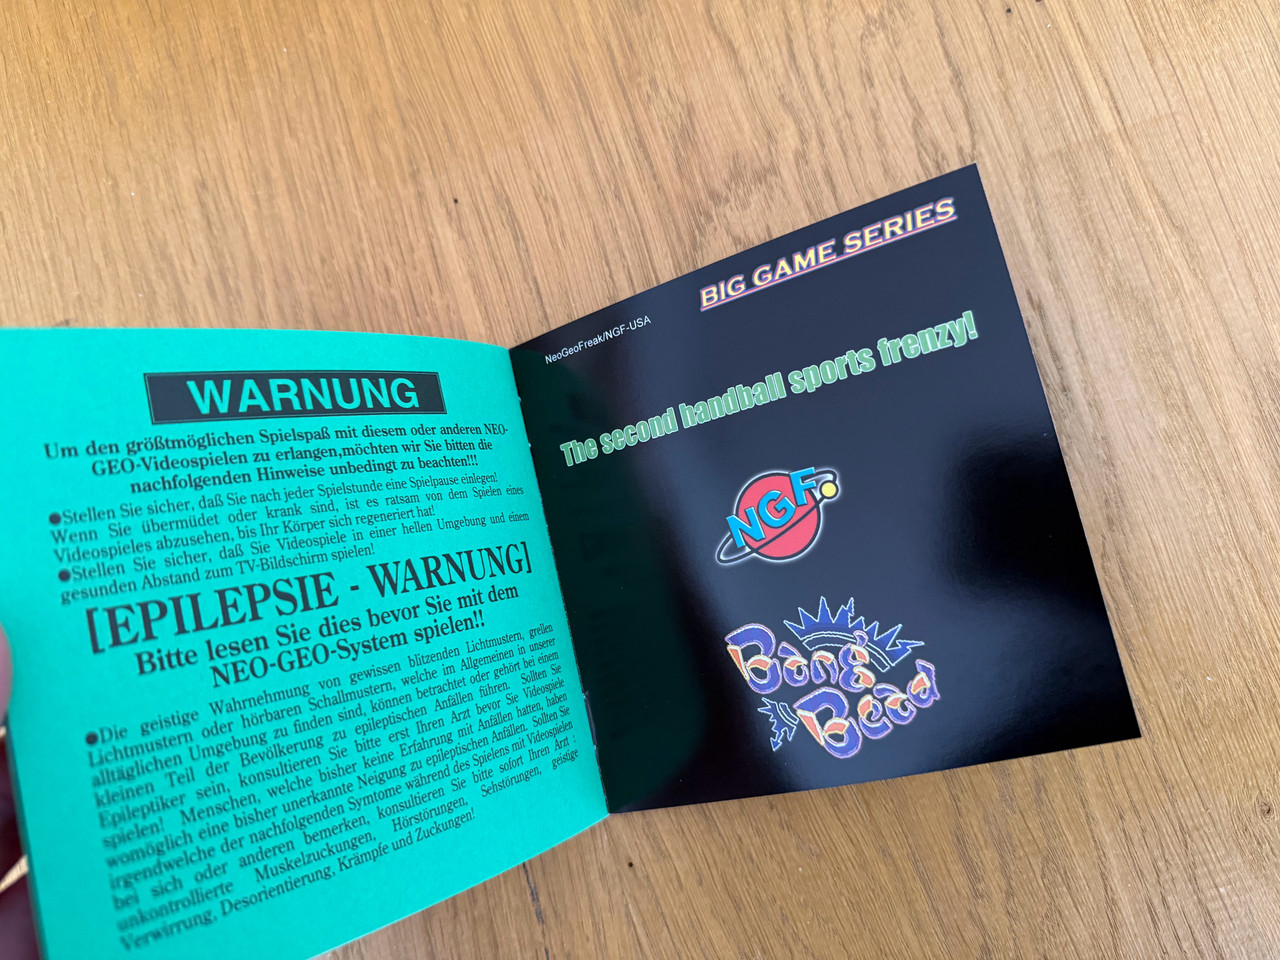 WARNUNG
Um den größtmöglichen Spielspaß mit diesem oder anderen NEO-
GEO-Videospielen zu erlangen,möchten wir Sie bitten die
nachfolgenden Hinweise unbedingt zu beachten!!!
●Stellen Sie sicher, daß Sie nach jeder Spielstunde eine Spielpause einlegen!
Wenn Sie übermüdet oder krank sind, ist es ratsam von dem Spielen eines
Videospieles abzusehen, bis Ihr Körper sich regeneriert hat!
●Stellen Sie sicher, daß Sie Videospiele in einer hellen Umgebung und einem
gesunden Abstand zum TV-Bildschirm spielen!
[EPILEPSIE - WARNUNG]
Bitte lesen Sie dies bevor Sie mit dem
NEO-GEO-System spielen!!
●Die geistige Wahrnehmung von gewissen blitzenden Lichtmustern, grellen
Lichtmustern oder hörbaren Schallmustern, welche im Allgemeinen in unserer
alltäglichen Umgebung zu finden sind, können betrachtet oder gehört bei einem
kleinen Teil der Bevölkerung zu epileptischen Anfällen führen. Sollten Sie
Epileptiker sein, konsultieren Sie bitte erst Ihren Arzt bevor Sie Videospiele
spielen! Menschen, welche bisher keine Erfahrung mit Anfällen hatten, haben
womöglich eine bisher unerkannte Neigung zu epileptischen Anfällen. Sollten Sie
irgendwelche der nachfolgenden Symtome während des Spielens mit Videospielen
bei sich oder anderen bemerken, konsultieren Sie bitte sofort Ihren Arzt :
unkontrollierte Muskelzuckungen, Hörstörungen, Sehstörungen, geistige
Verwirrung, Desorientierung, Krämpfe und Zuckungen!
NeoGeoFreak/NGF-USA
BIG GAME SERIES
The second handball sports frenzy!
NGF
Bang
Bead